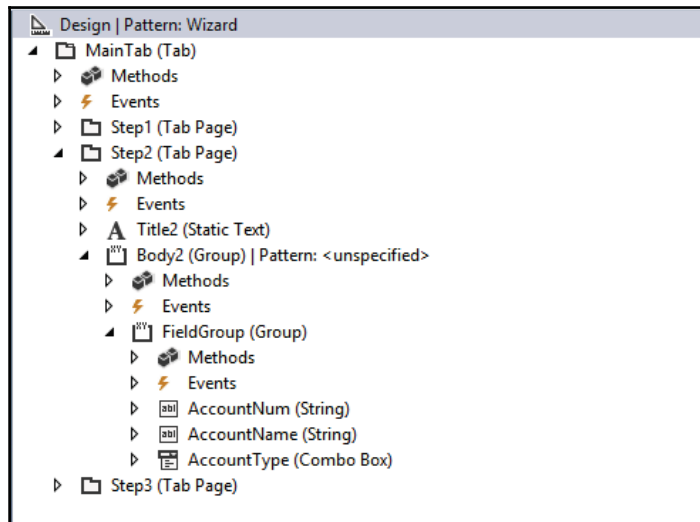 Design | Pattern: Wizard
MainTab (Tab)
Methods
Events
Step1 (Tab Page)
Step2 (Tab Page)
Methods
Events
Title2 (Static Text)
Body2 (Group) | Pattern: <unspecified>
Methods
Events
FieldGroup (Group)
Methods
Events
AccountNum (String)
AccountName (String)
AccountType (Combo Box)
Step3 (Tab Page)